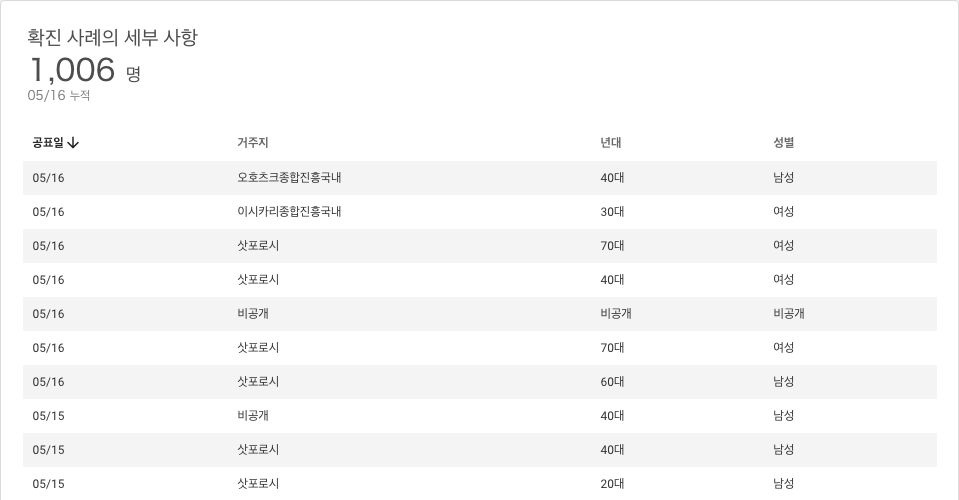 확진 사례의 세부 사항
1,006 명
05/16 누적
공표일 거주지 년대 성별
05/16 오호츠크종합진흥국내 40대 남성
05/16 이시카리종합진흥국내 30대 여성
05/16 삿포로시 70대 여성
05/16 삿포로시 40대 여성
05/16 비공개 비공개 비공개
05/16 삿포로시 70대 여성
05/16 삿포로시 60대 남성
05/15 비공개 40대 남성
05/15 삿포로시 40대 남성
05/15 삿포로시 20대 남성